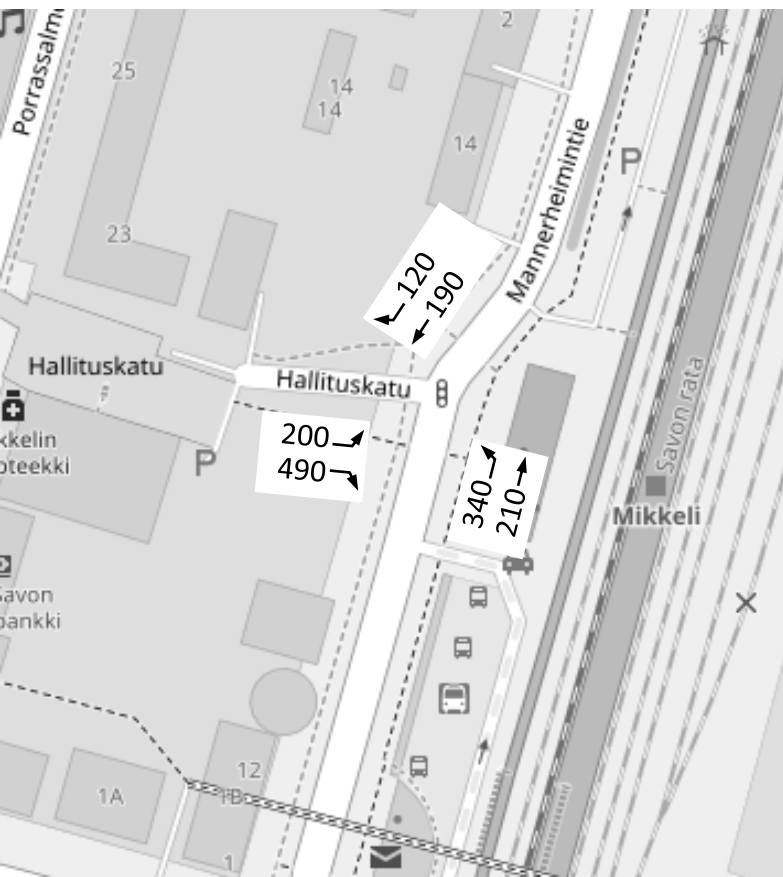 2
25
14
14
14
Porrassalm
Mannerheimintie
P
23
120
190
Hallituskatu
Hallituskatu
200
490
kkelin
oteekki
P
340
210
Savon rata
Mikkeli
Savon
pankki
12
1B
1A
1